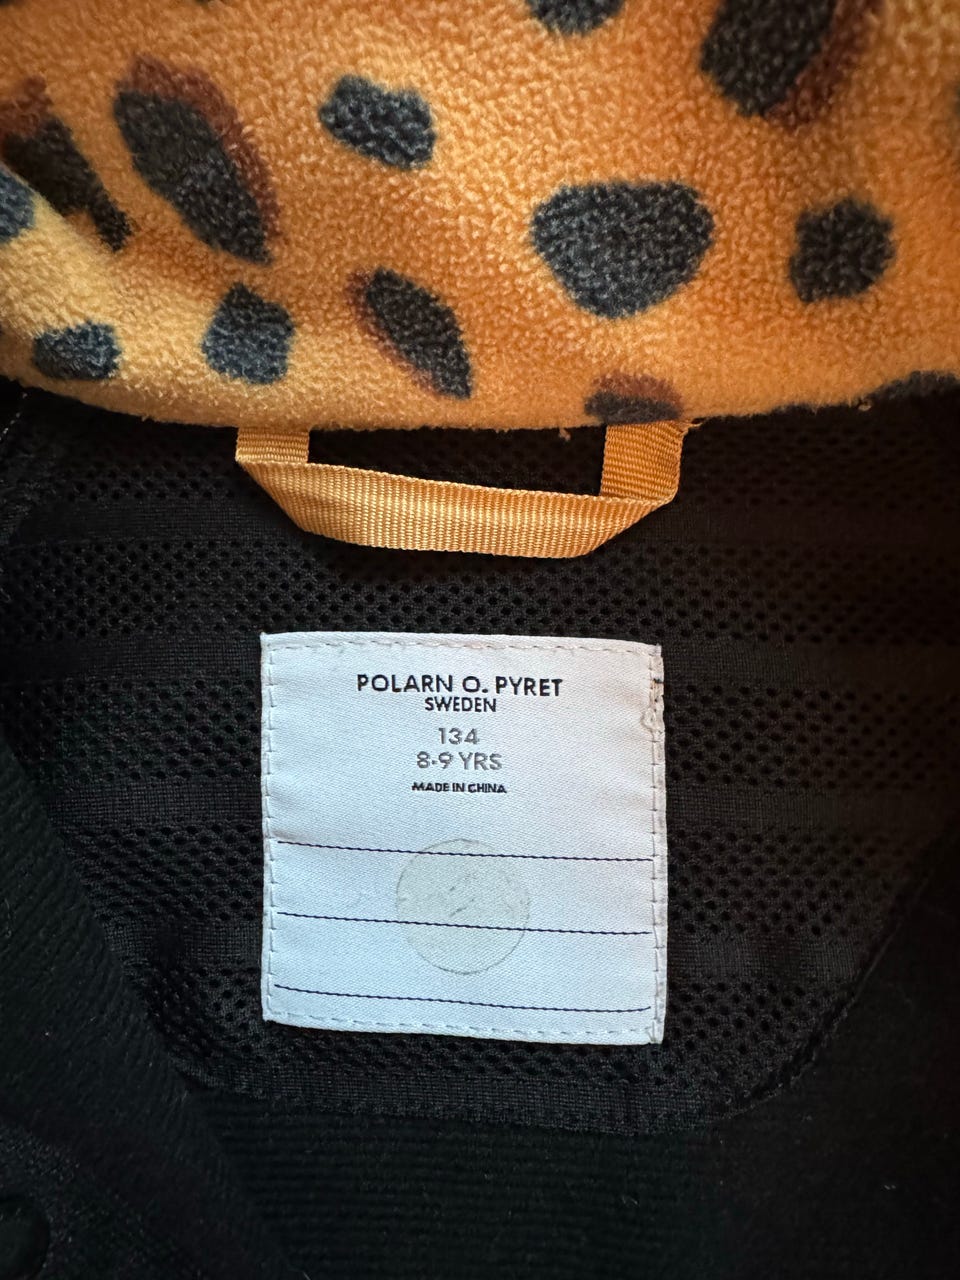 POLARN O. PYRET
SWEDEN
134
8-9 YRS
MADE IN CHINA